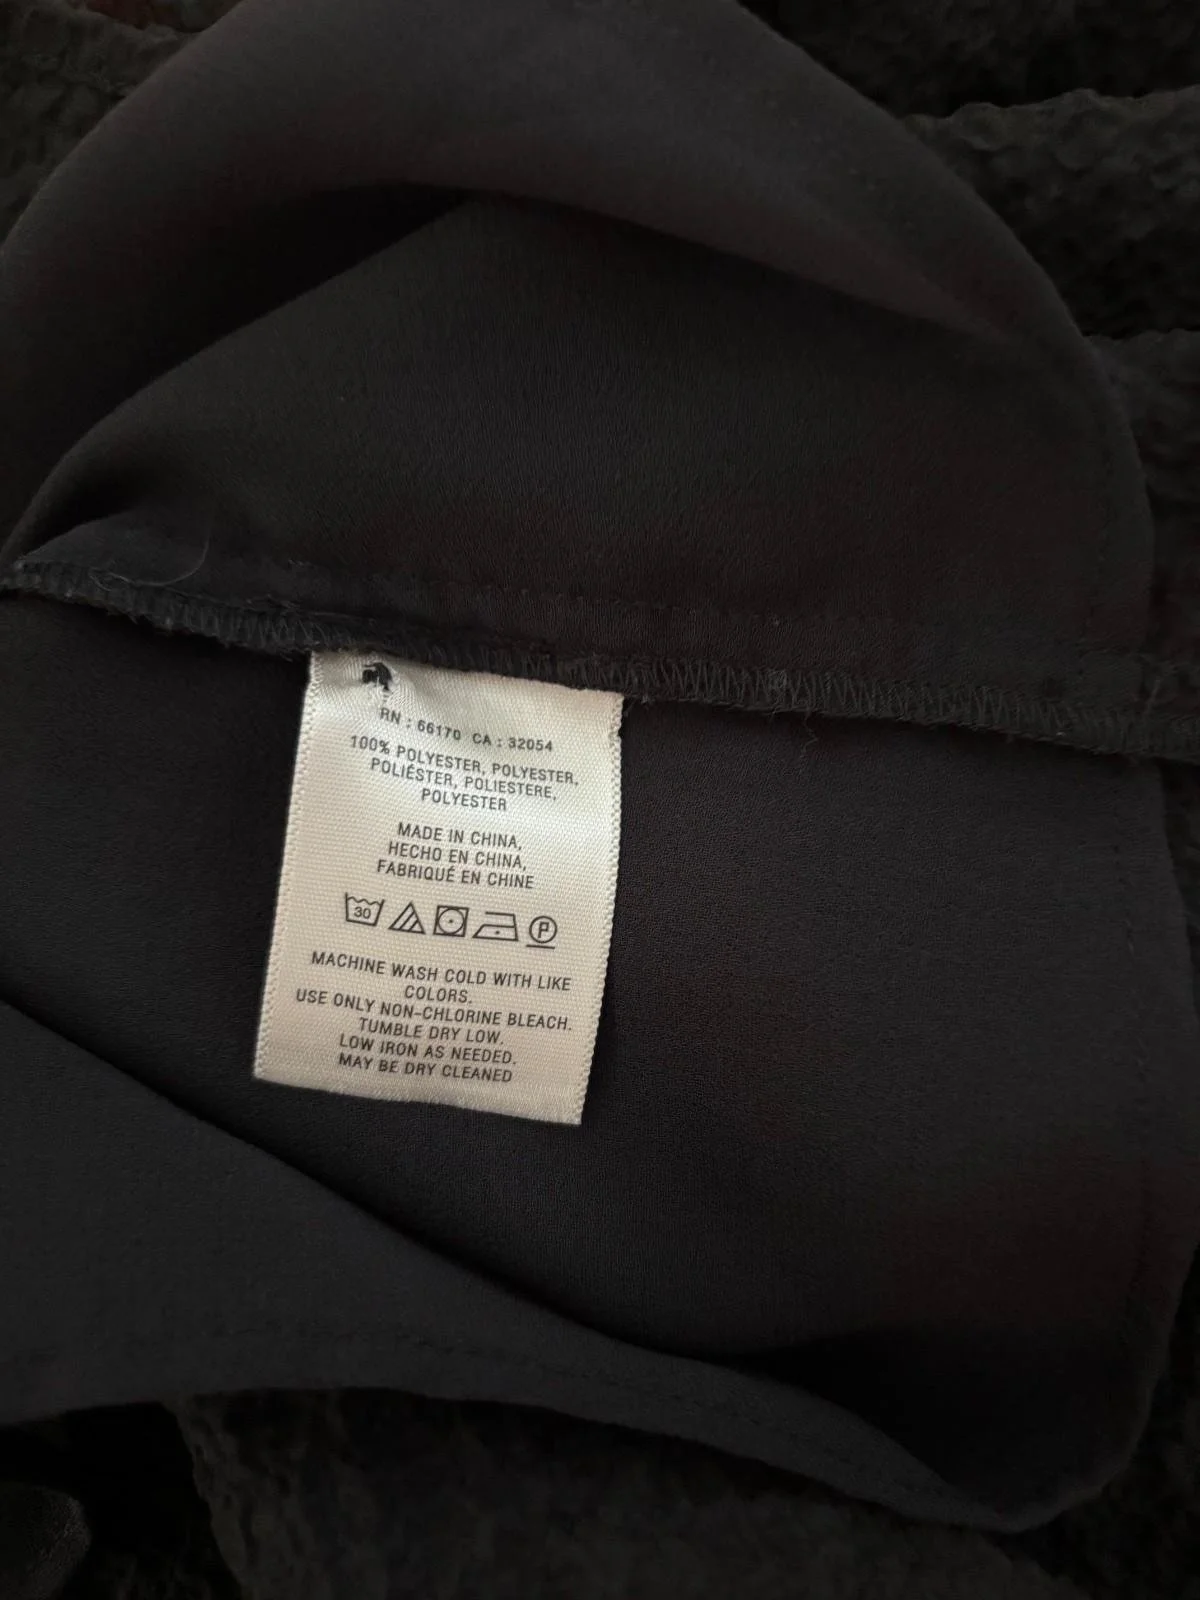 RN : 66170 CA : 32054
100% POLYESTER, POLYESTER,
POLIÉSTER, POLIESTERE,
POLYESTER
MADE IN CHINA,
HECHO EN CHINA,
FABRIQUÉ EN CHINE
30 P
MACHINE WASH COLD WITH LIKE
COLORS.
USE ONLY NON-CHLORINE BLEACH.
TUMBLE DRY LOW.
LOW IRON AS NEEDED.
MAY BE DRY CLEANED